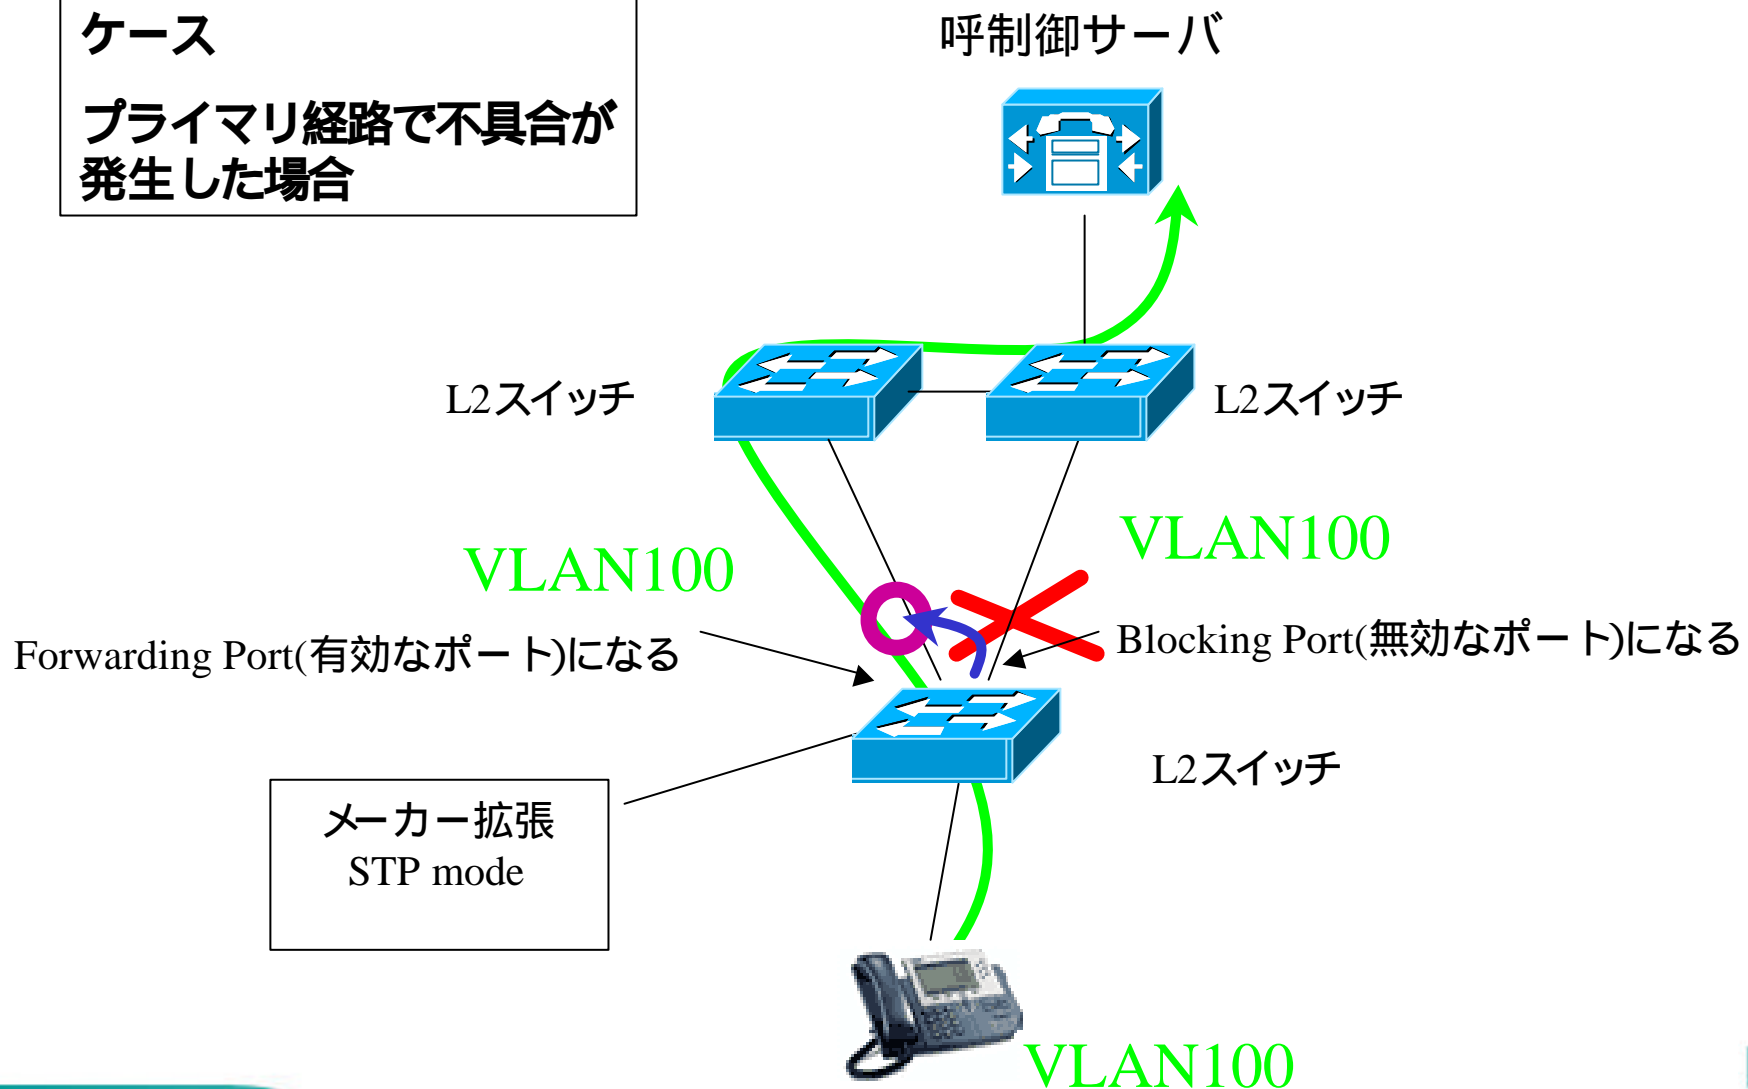 ケース
プライマリ経路で不具合が
発生した場合
呼制御サーバ
L2スイッチ
L2スイッチ
VLAN100
VLAN100
Forwarding Port(有効なポート)になる
Blocking Port(無効なポート)になる
L2スイッチ
メーカー拡張
STP mode
VLAN100